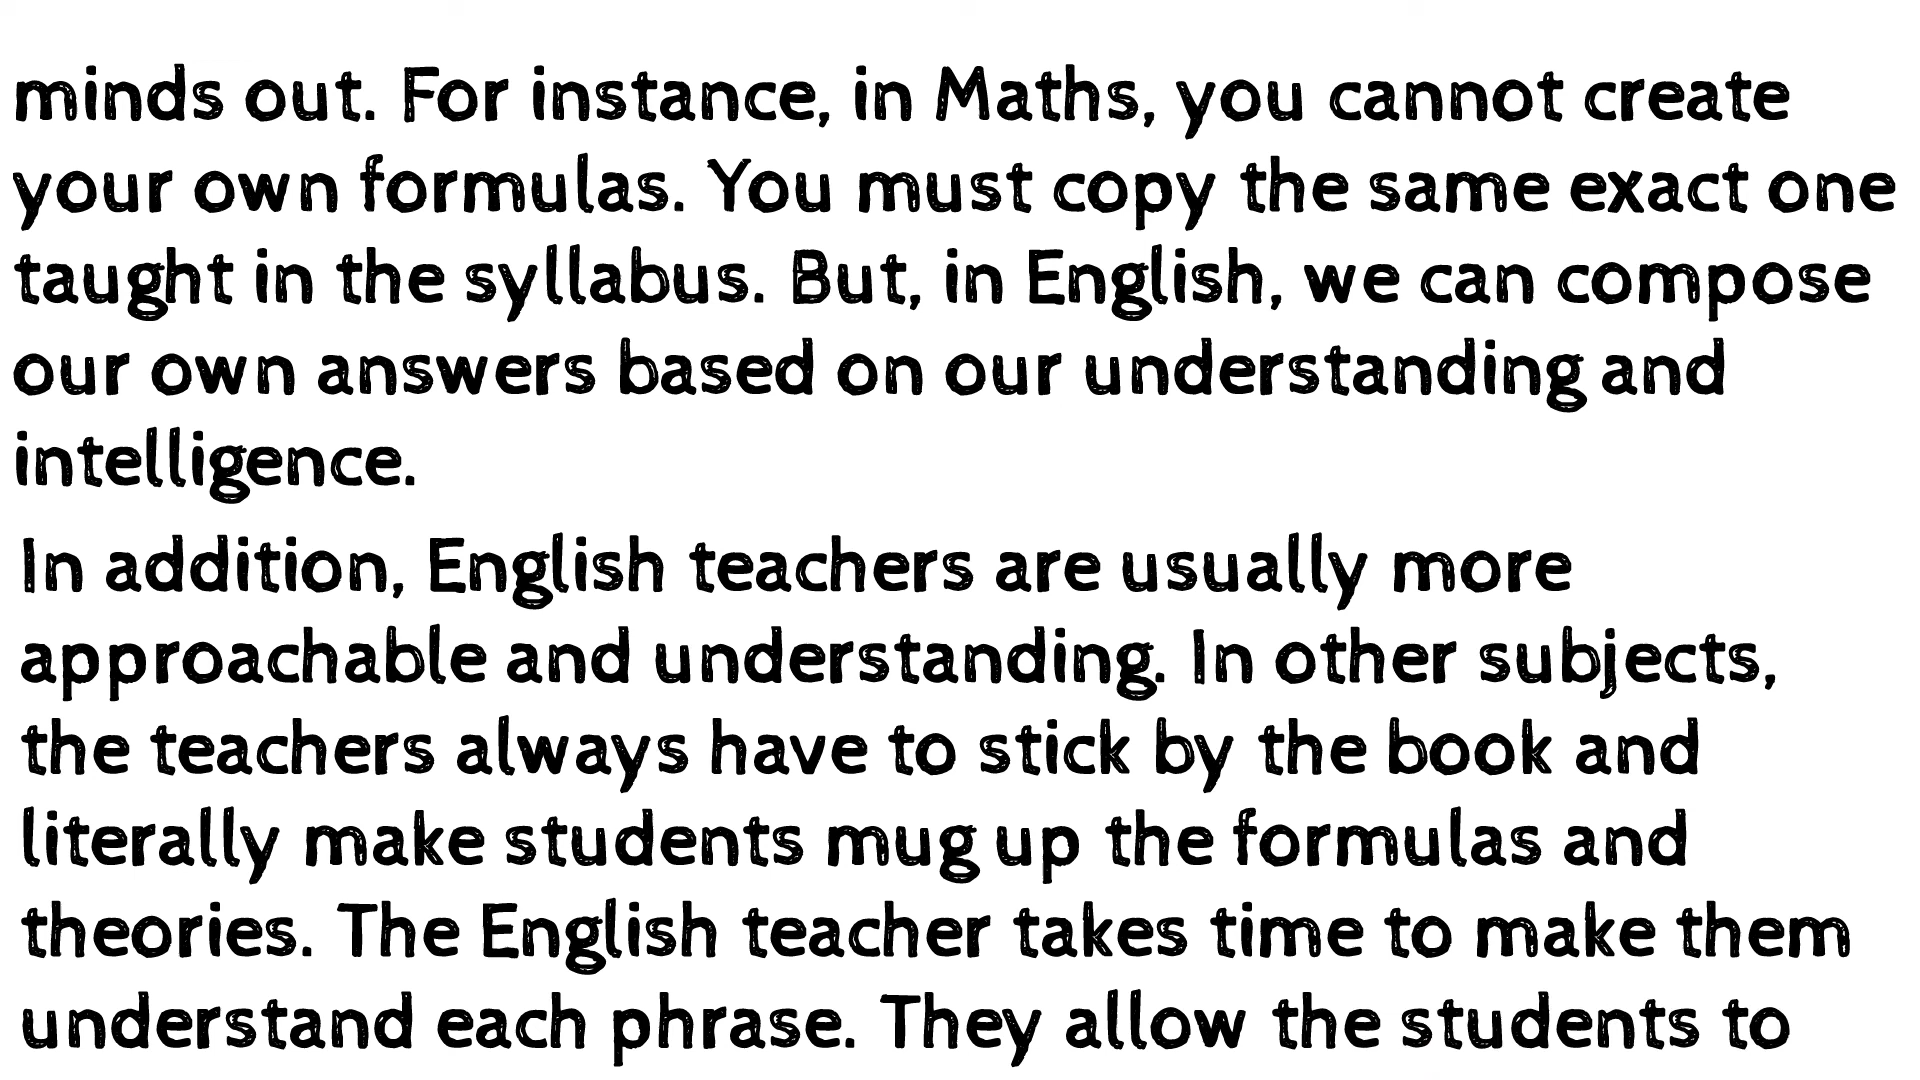 minds out. For instance, in Maths, you cannot create
your own formulas. You must copy the same exact one
taught in the syllabus. But, in English, we can compose
our own answers based on our understanding and
intelligence.
In addition, English teachers are usually more
approachable and understanding. In other subjects,
the teachers always have to stick by the book and
literally make students mug up the formulas and
theories. The English teacher takes time to make them
understand each phrase. They allow the students to